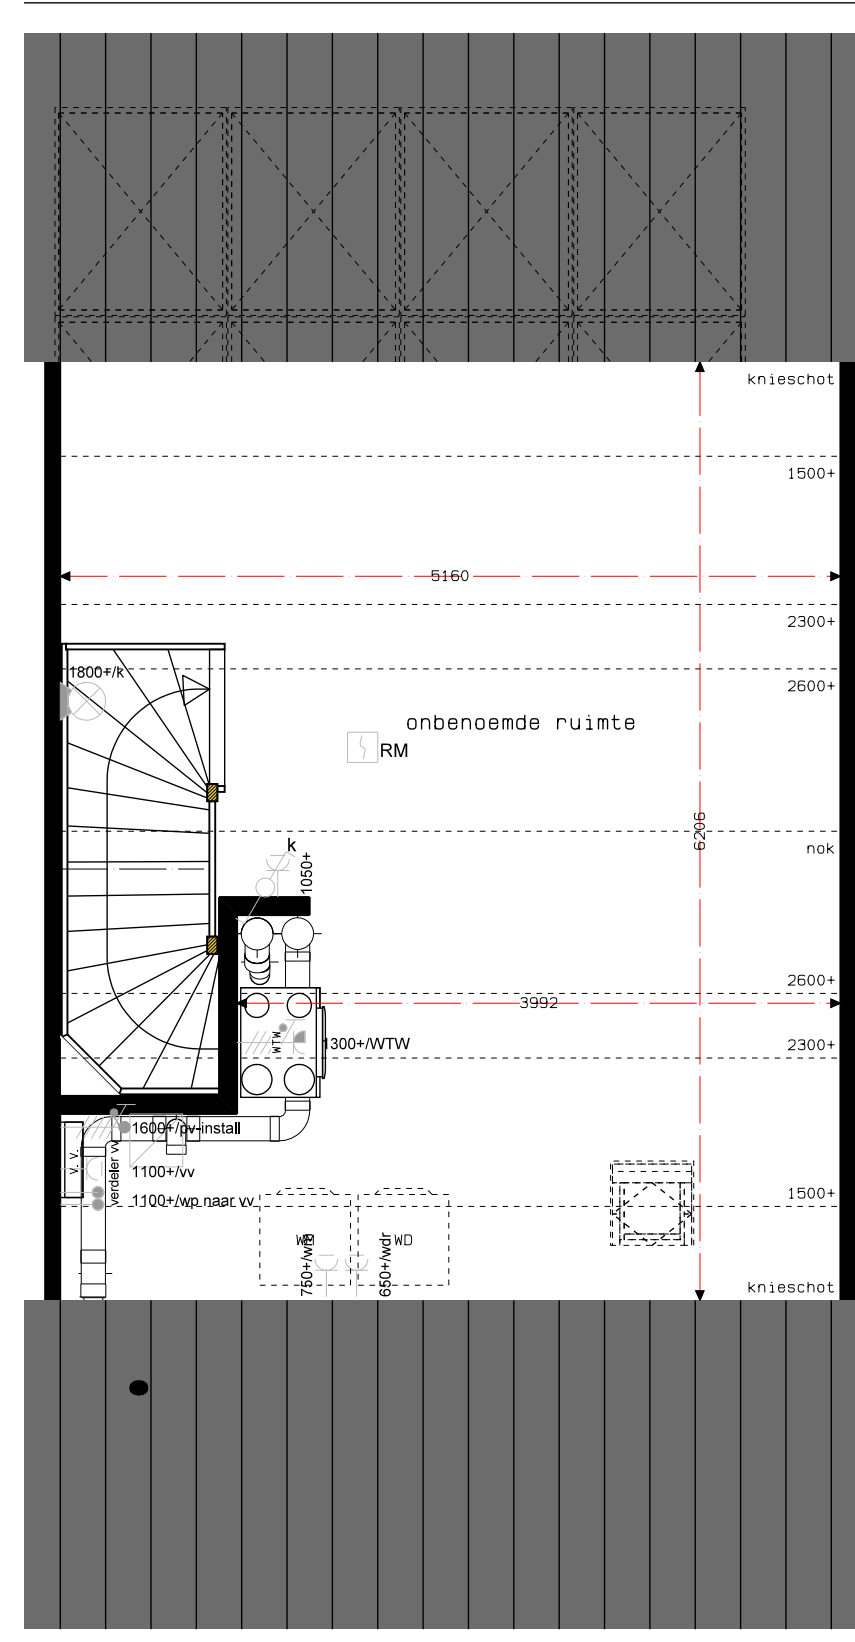 knieschot
1500+
5160
2300+
1800+/k
2600+
onbenoemde ruimte
RM
6206
k
nok
1050+
2600+
3992
WTW
1300+/WTW
2300+
1600+/pv-install
V.V.
verdeler vv
1100+/vv
1100+/wp naar vv
1500+
WM
WD
750+/wm
650+/wdr
knieschot